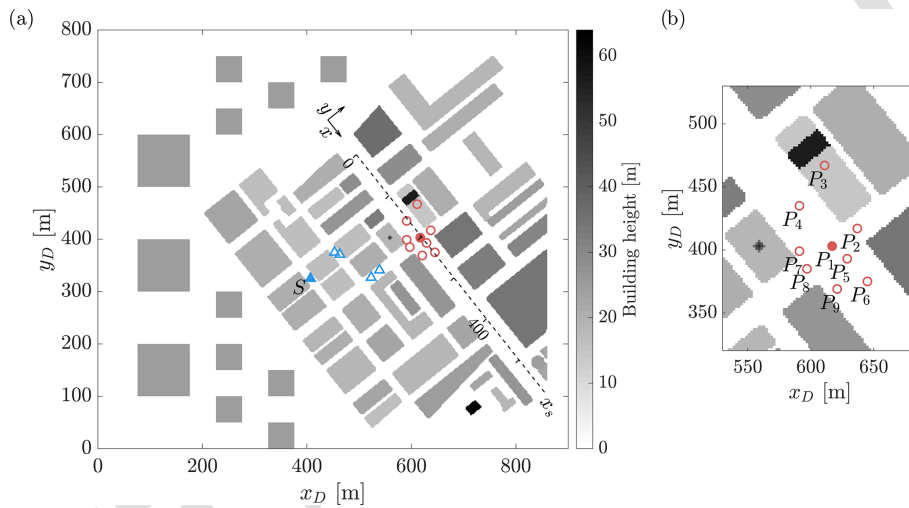 (a)
800
700
600
500
400
300
200
100
0
y_D [m]
0
200
400
600
800
x_D [m]
y
x
0
400
x_s
S
60
50
40
30
20
10
0
Building height [m]
(b)
500
450
400
350
y_D [m]
550
600
650
x_D [m]
P_3
P_4
P_2
P_1
P_7
P_5
P_8
P_6
P_9